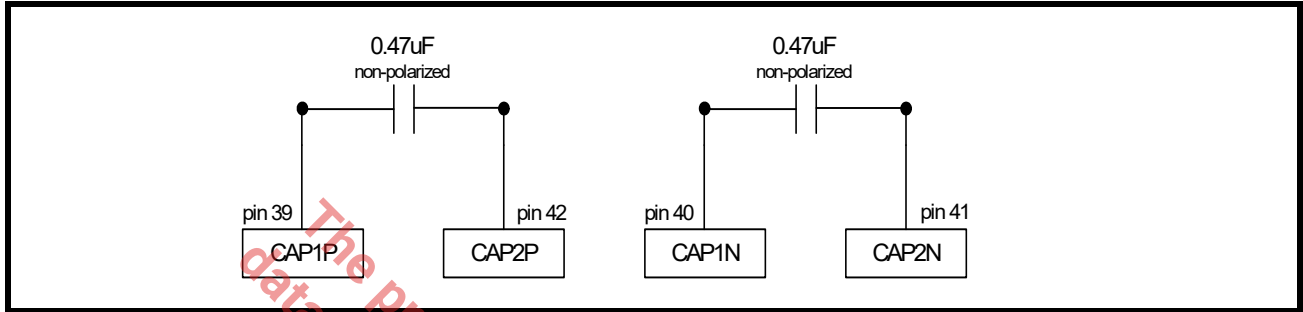 0.47uF
non-polarized
0.47uF
non-polarized
pin 39
pin 42
pin 40
pin 41
CAP1P
CAP2P
CAP1N
CAP2N
The